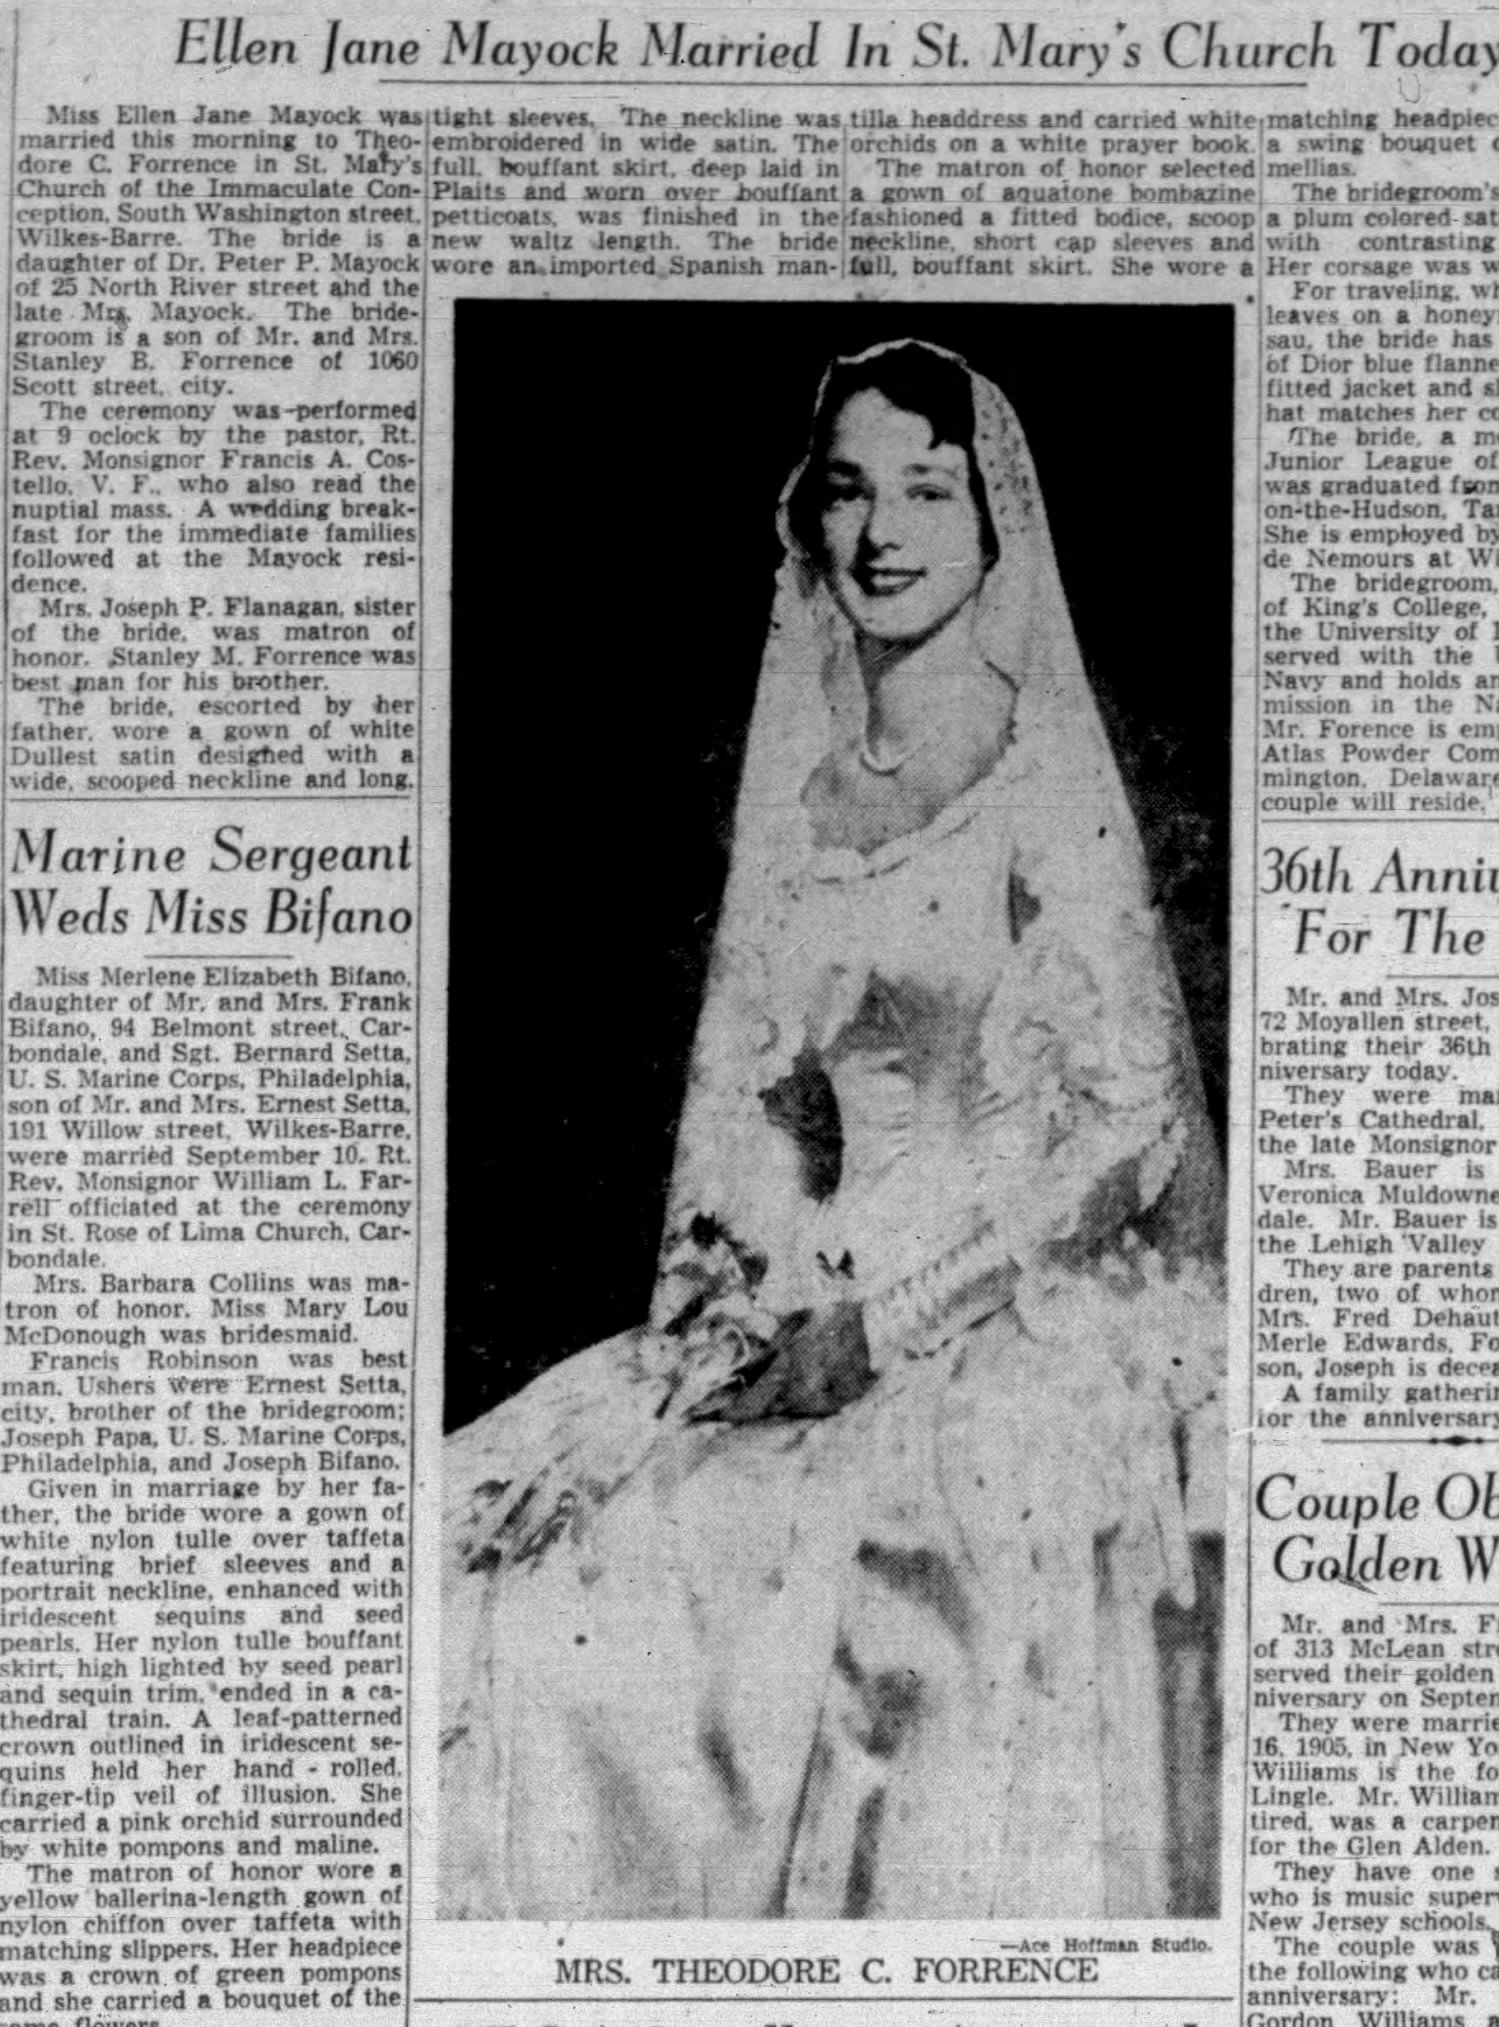 Ellen Jane Mayock Married In St. Mary's Church Today
Miss Ellen Jane Mayock was
married this morning to Theo-
dore C. Forrence in St. Mary's
Church of the Immaculate Con-
ception, South Washington street,
Wilkes-Barre. The bride is a
daughter of Dr. Peter P. Mayock
of 25 North River street and the
late Mrs. Mayock. The bride-
groom is a son of Mr. and Mrs.
Stanley B. Forrence of 1060
Scott street, city.
The ceremony was performed
at 9 oclock by the pastor, Rt.
Rev. Monsignor Francis A. Cos-
tello, V. F., who also read the
nuptial mass. A wedding break-
fast for the immediate families
followed at the Mayock resi-
dence.
Mrs. Joseph P. Flanagan, sister
of the bride, was matron of
honor. Stanley M. Forrence was
best man for his brother.
The bride, escorted by her
father, wore a gown of white
Dullest satin designed with a
wide, scooped neckline and long,
tight sleeves. The neckline was
embroidered in wide satin. The
full, bouffant skirt, deep laid in
Plaits and worn over bouffant
petticoats, was finished in the
new waltz length. The bride
wore an imported Spanish man-
tilla headdress and carried white
orchids on a white prayer book.
The matron of honor selected
a gown of aquatone bombazine
fashioned a fitted bodice, scoop
neckline, short cap sleeves and
full, bouffant skirt. She wore a
matching headpiec
a swing bouquet
mellias.
The bridegroom's
a plum colored sat
with contrasting
Her corsage was w
For traveling, wh
leaves on a honey
sau, the bride has
of Dior blue flanne
fitted jacket and sl
hat matches her co
The bride, a me
Junior League of
was graduated from
on-the-Hudson, Tar
She is employed by
de Nemours at Wi
The bridegroom,
of King's College,
the University of
served with the U
Navy and holds an
mission in the Na
Mr. Forence is emp
Atlas Powder Com
mington, Delaware
couple will reside.
—Ace Hoffman Studio.
MRS. THEODORE C. FORRENCE
Marine Sergeant
Weds Miss Bifano
Miss Merlene Elizabeth Bifano,
daughter of Mr. and Mrs. Frank
Bifano, 94 Belmont street, Car-
bondale, and Sgt. Bernard Setta,
U. S. Marine Corps, Philadelphia,
son of Mr. and Mrs. Ernest Setta,
191 Willow street, Wilkes-Barre,
were married September 10. Rt.
Rev. Monsignor William L. Far-
rell officiated at the ceremony
in St. Rose of Lima Church, Car-
bondale.
Mrs. Barbara Collins was ma-
tron of honor. Miss Mary Lou
McDonough was bridesmaid.
Francis Robinson was best
man. Ushers were Ernest Setta,
city, brother of the bridegroom;
Joseph Papa, U. S. Marine Corps,
Philadelphia, and Joseph Bifano.
Given in marriage by her fa-
ther, the bride wore a gown of
white nylon tulle over taffeta
featuring brief sleeves and a
portrait neckline, enhanced with
iridescent sequins and seed
pearls. Her nylon tulle bouffant
skirt, high lighted by seed pearl
and sequin trim, ended in a ca-
thedral train. A leaf-patterned
crown outlined in iridescent se-
quins held her hand - rolled,
finger-tip veil of illusion. She
carried a pink orchid surrounded
by white pompons and maline.
The matron of honor wore a
yellow ballerina-length gown of
nylon chiffon over taffeta with
matching slippers. Her headpiece
was a crown of green pompons
and she carried a bouquet of the
same flowers.
36th Anniv
For The
Mr. and Mrs. Jos
72 Moyallen street,
brating their 36th
niversary today.
They were mar
Peter's Cathedral,
the late Monsignor
Mrs. Bauer is
Veronica Muldowne
dale. Mr. Bauer is
the Lehigh Valley
They are parents
dren, two of whom
Mrs. Fred Dehaut
Merle Edwards, Fo
son, Joseph is decea
A family gatherin
for the anniversary
Couple Ob
Golden W
Mr. and Mrs. F
of 313 McLean stre
served their golden
niversary on Septem
They were marrie
16, 1905, in New Yo
Williams is the fo
Lingle. Mr. William
tired, was a carpen
for the Glen Alden.
They have one s
who is music superv
New Jersey schools.
The couple was
the following who ca
anniversary: Mr.
Gordon Williams a